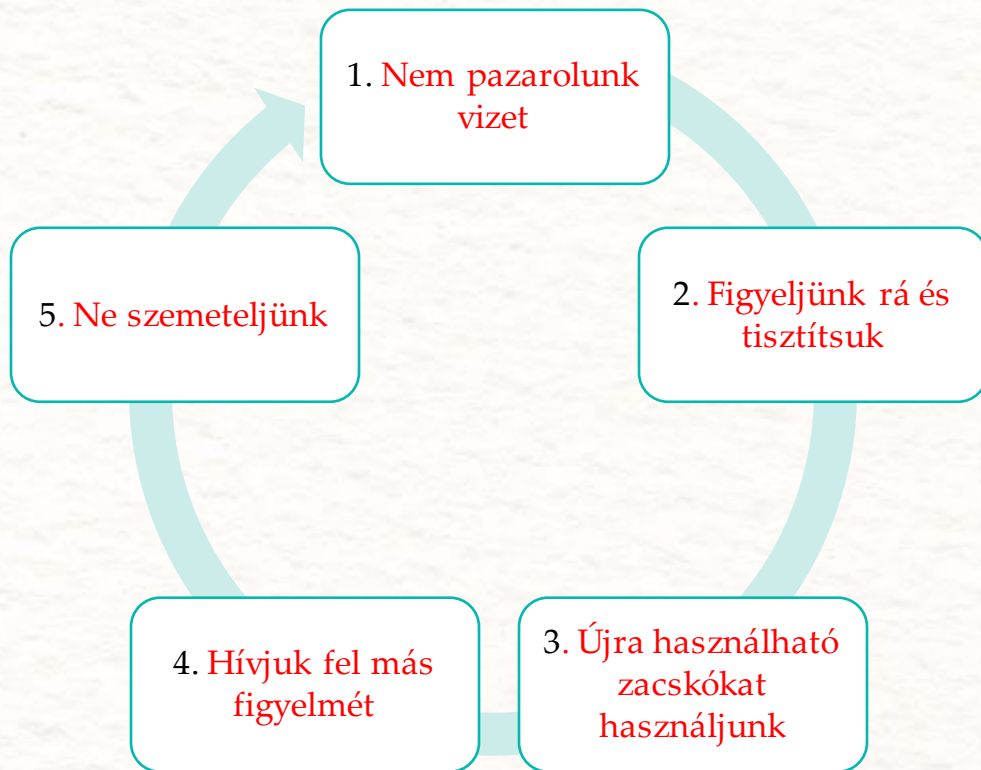 1. Nem pazarolunk
vizet
2. Figyeljünk rá és
tisztítsuk
3. Újra használható
zacskókat
használjunk
4. Hívjuk fel más
figyelmét
5. Ne szemeteljünk